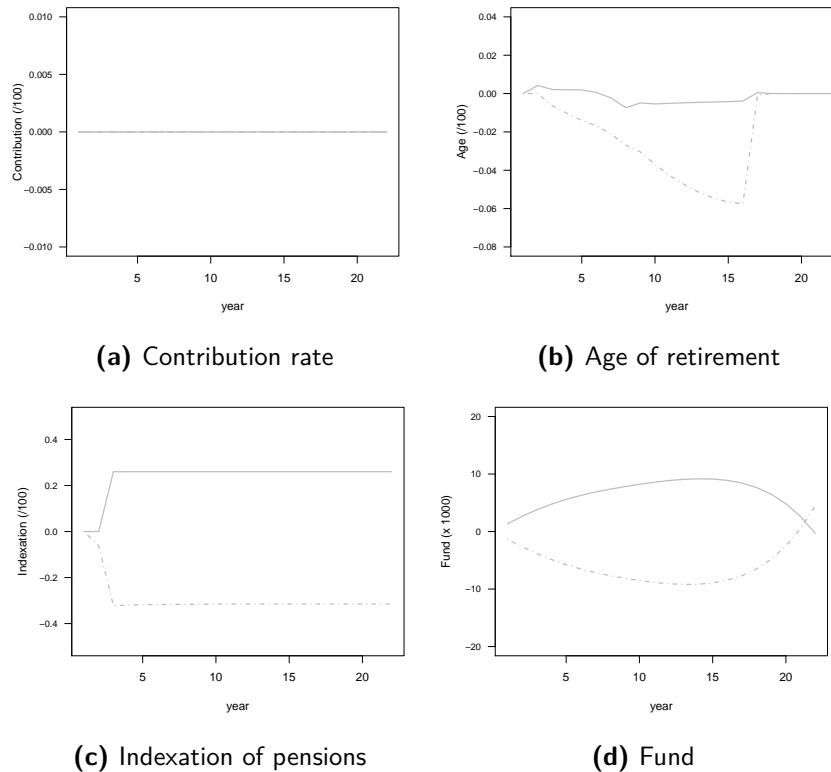 0.010
0.005
0.000
−0.005
−0.010
Contribution (/100)
5 10 15 20
year
(a) Contribution rate
0.04
0.02
0.00
−0.02
−0.04
−0.06
−0.08
Age (/100)
5 10 15 20
year
(b) Age of retirement
0.4
0.2
0.0
−0.2
−0.4
Indexation (/100)
5 10 15 20
year
(c) Indexation of pensions
20
10
0
−10
−20
Fund (x 1000)
5 10 15 20
year
(d) Fund